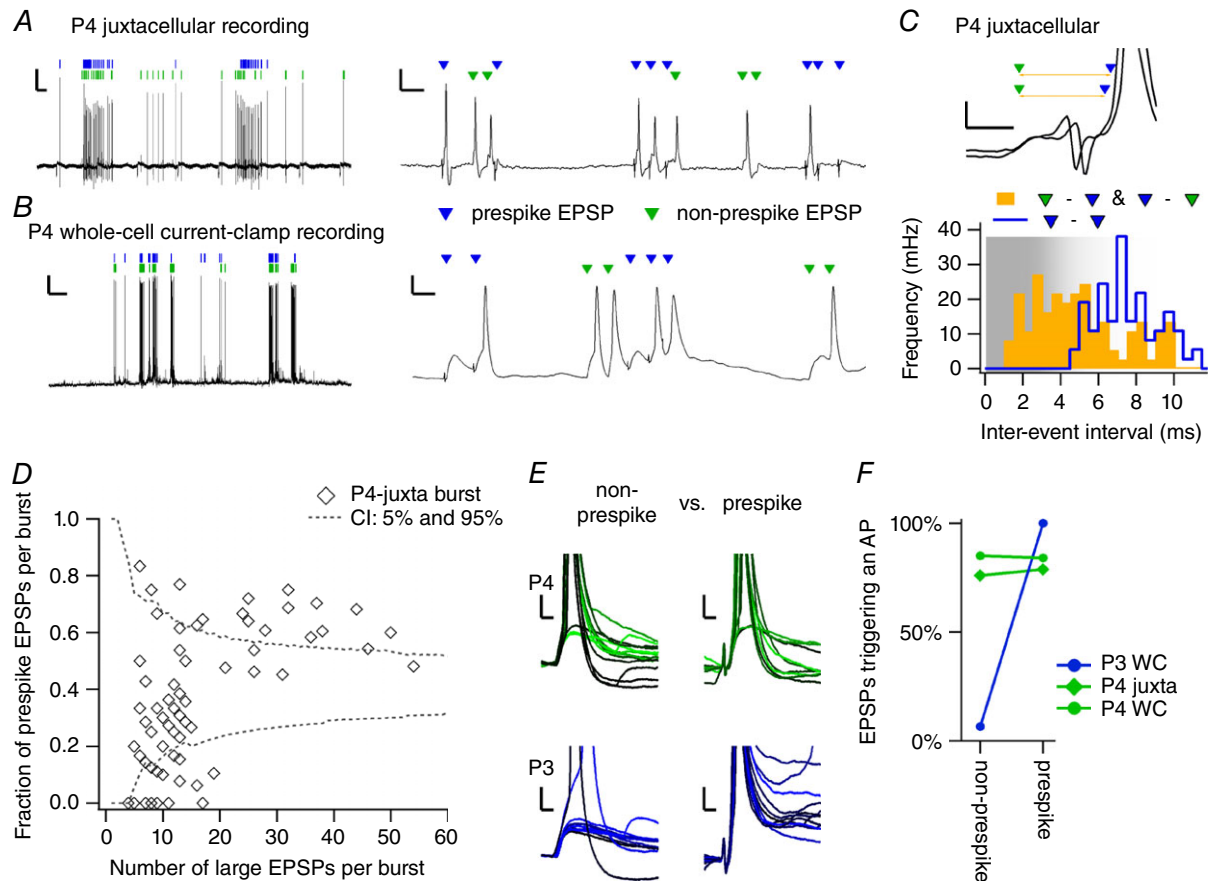 A
P4 juxtacellular recording
B
P4 whole-cell current-clamp recording
prespike EPSP
non-prespike EPSP
C
P4 juxtacellular
- & -
-
40
30
20
10
0
Frequency (mHz)
0 2 4 6 8 10
Inter-event interval (ms)
D
P4-juxta burst
CI: 5% and 95%
1.0
0.8
0.6
0.4
0.2
0.0
Fraction of prespike EPSPs per burst
0 10 20 30 40 50 60
Number of large EPSPs per burst
E
non-
prespike
vs. prespike
P4
P3
F
100%
50%
0%
EPSPs triggering an AP
P3 WC
P4 juxta
P4 WC
non-prespike
prespike